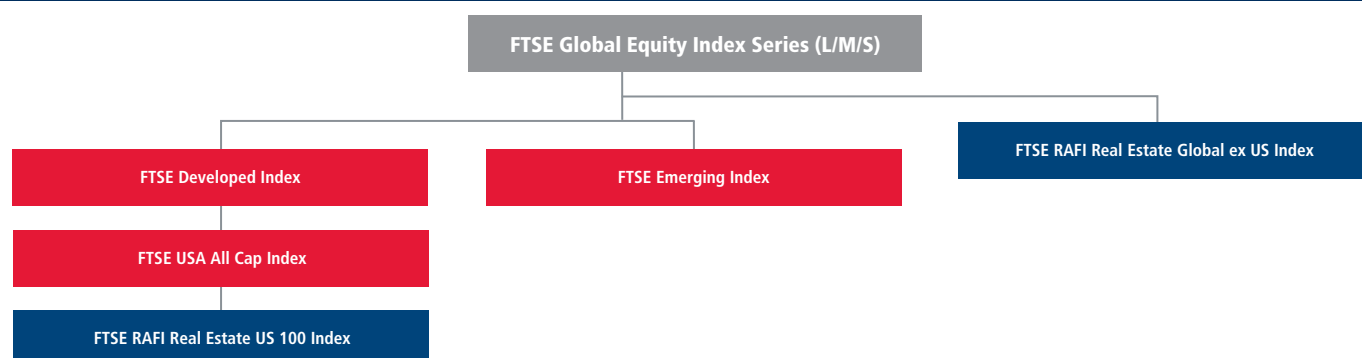 FTSE Global Equity Index Series (L/M/S)
FTSE RAFI Real Estate Global ex US Index
FTSE Developed Index
FTSE Emerging Index
FTSE USA All Cap Index
FTSE RAFI Real Estate US 100 Index